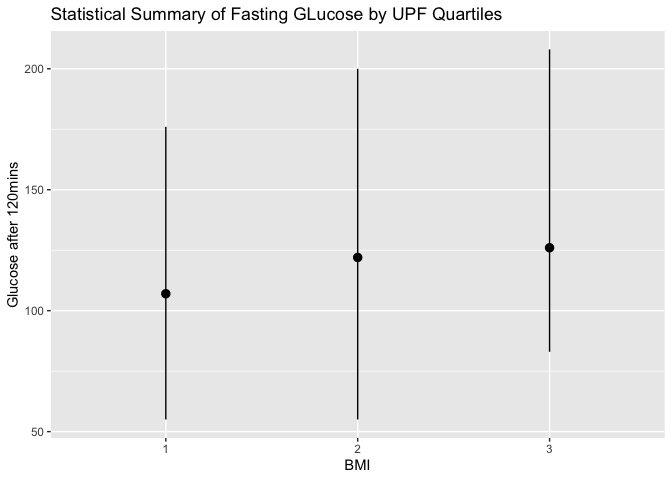 Statistical Summary of Fasting GLucose by UPF Quartiles
Glucose after 120mins
200
150
100
50
1 2 3
BMI